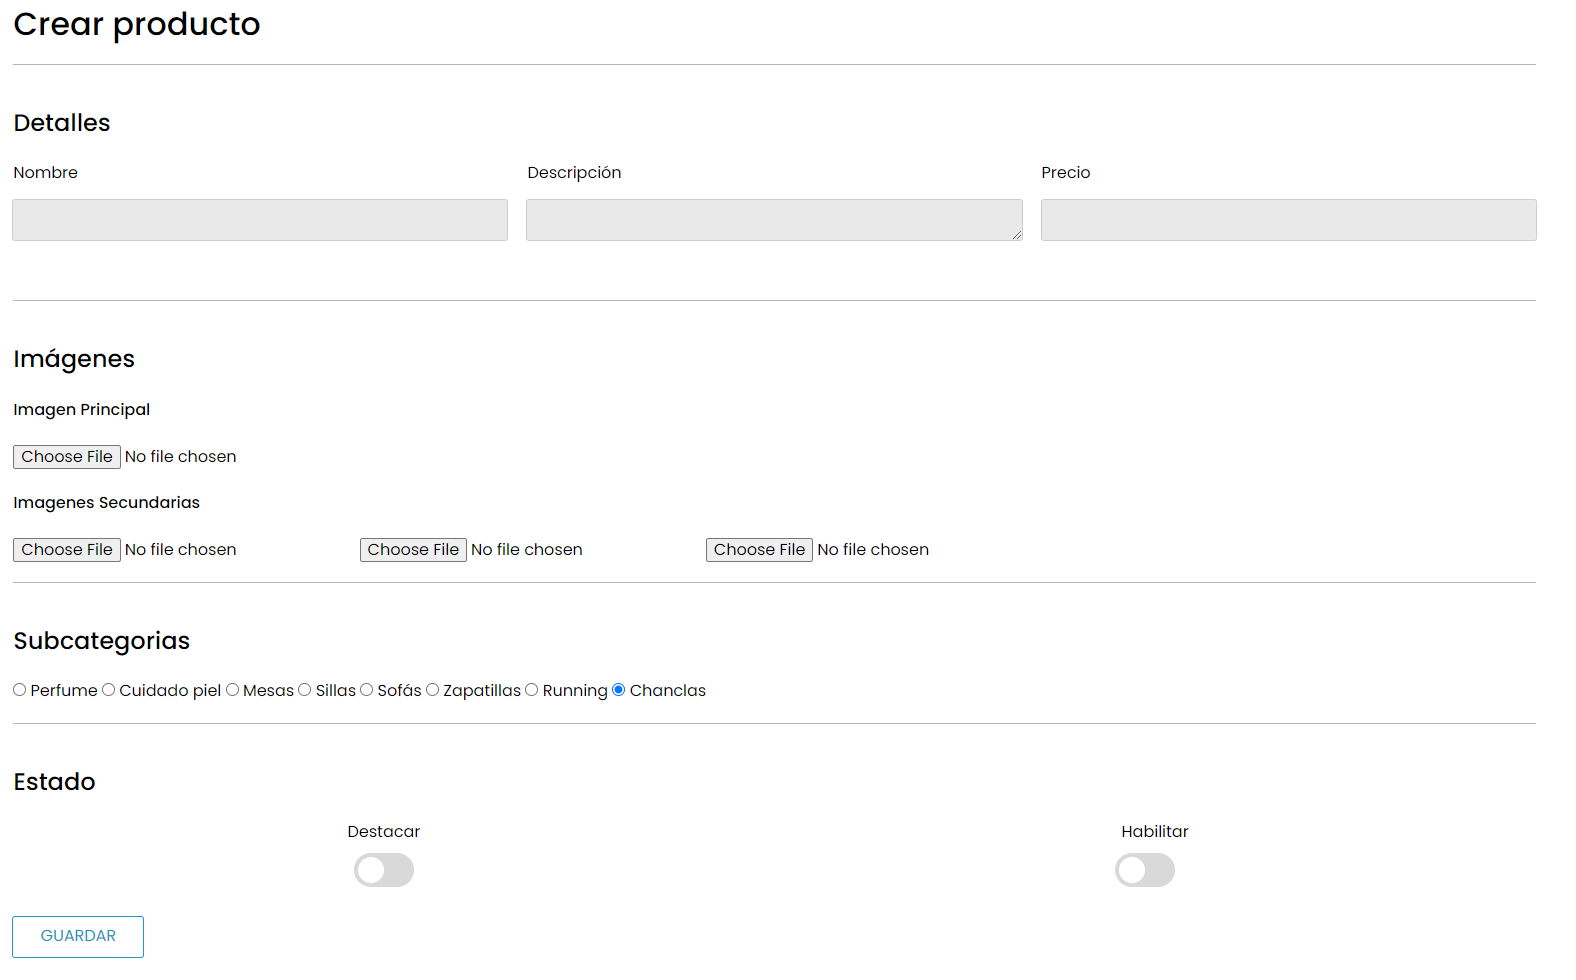 Crear producto
Detalles
Nombre Descripción Precio
Imágenes
Imagen Principal
Choose File No file chosen
Imagenes Secundarias
Choose File No file chosen Choose File No file chosen Choose File No file chosen
Subcategorias
Perfume Cuidado piel Mesas Sillas Sofás Zapatillas Running Chanclas
Estado
Destacar Habilitar
GUARDAR